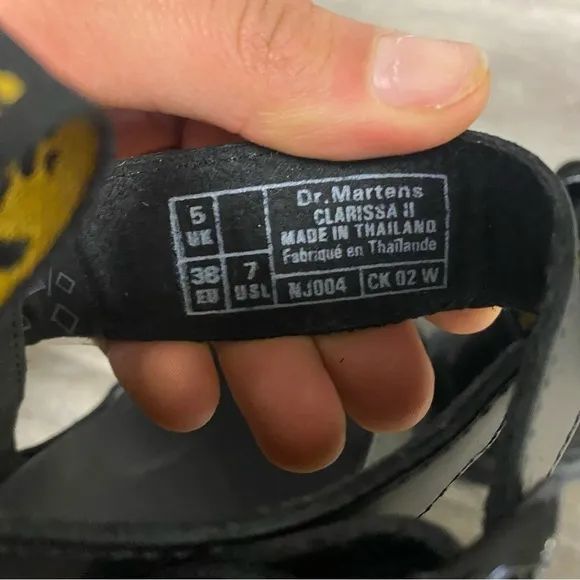 5
UK
38
EU
7
USL
Dr. Martens
CLARISSA II
MADE IN THAILAND
Fabriqué en Thaïlande
NJ004
CK 02 W